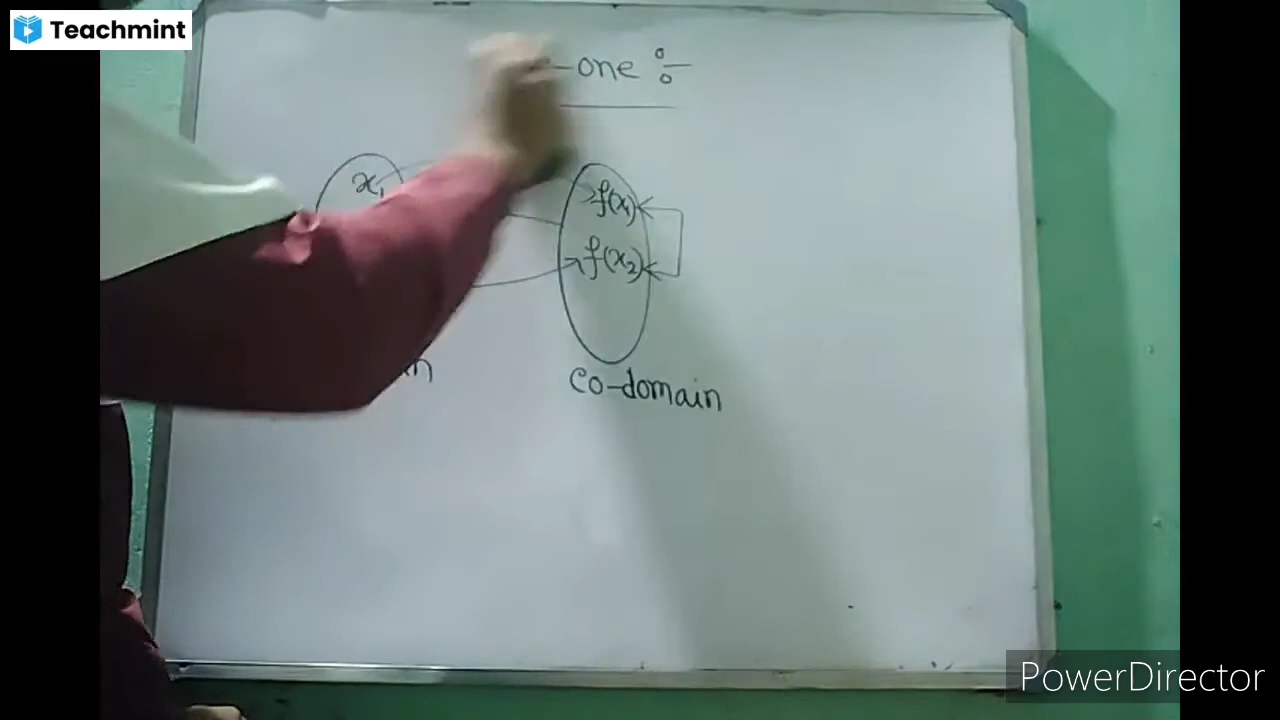 Teachmint
-one :-
x₁
f(x₁)
f(x₂)
Co-domain
PowerDirector